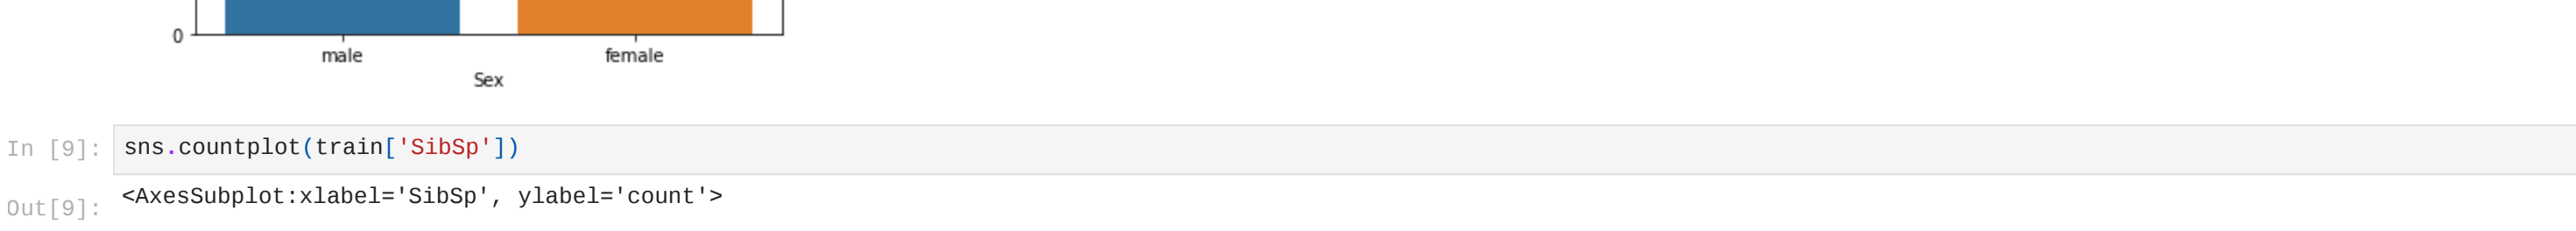 0
male female
Sex
In [9]: sns.countplot(train['SibSp'])
Out[9]: <AxesSubplot:xlabel='SibSp', ylabel='count'>